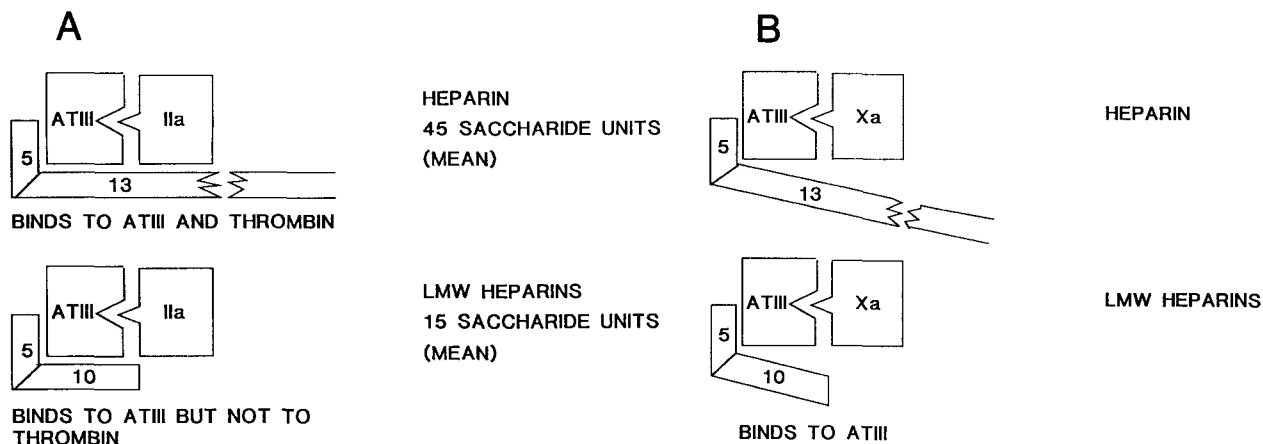 A
ATIII
IIa
5
13
BINDS TO ATIII AND THROMBIN
HEPARIN
45 SACCHARIDE UNITS
(MEAN)
ATIII
IIa
5
10
BINDS TO ATIII BUT NOT TO
THROMBIN
LMW HEPARINS
15 SACCHARIDE UNITS
(MEAN)
B
ATIII
Xa
5
13
HEPARIN
ATIII
Xa
5
10
BINDS TO ATIII
LMW HEPARINS